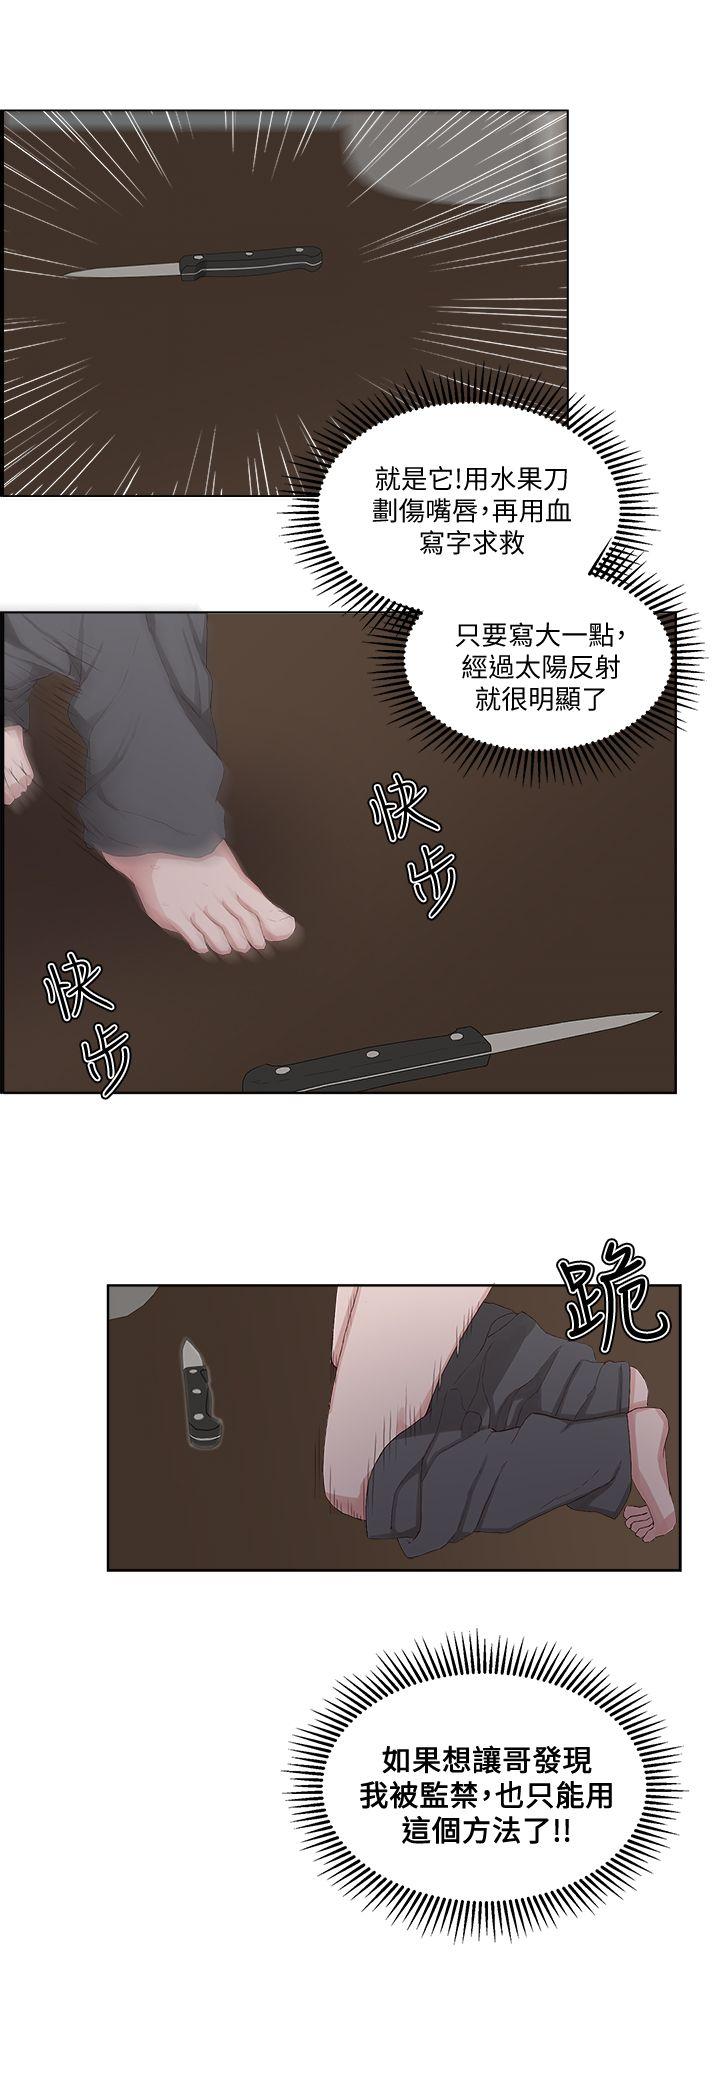 就是它!用水果刀
劃傷嘴唇,再用血
寫字求救
只要寫大一點,
經過太陽反射
就很明顯了
快步
快步
跪
如果想讓哥發現
我被監禁,也只能用
這個方法了!!